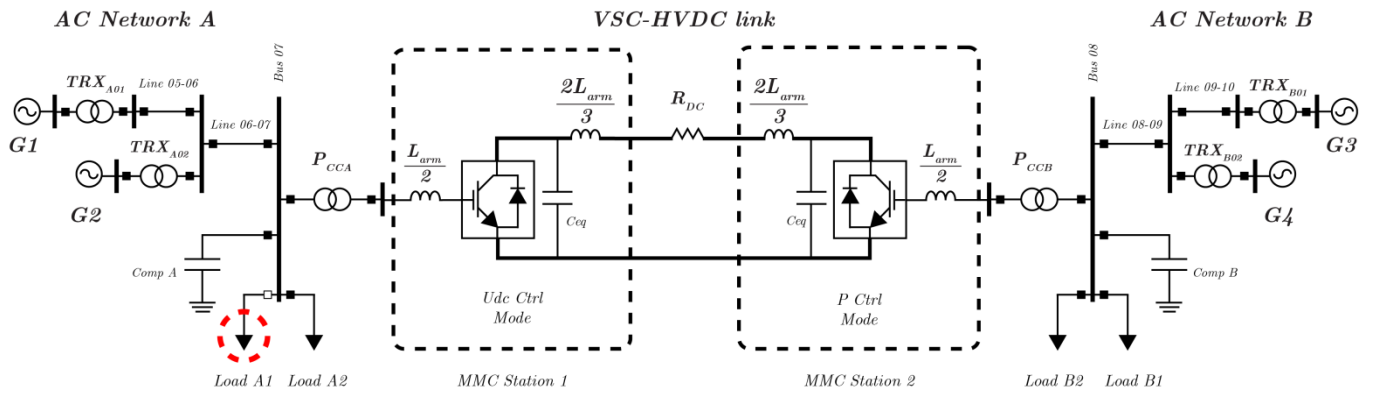 AC Network A
VSC-HVDC link
AC Network B
Bus 07
Bus 08
TRX_A01
Line 05-06
G1
TRX_A02
Line 06-07
G2
P_CCA
L_arm
2
2L_arm
3
R_DC
2L_arm
3
L_arm
2
P_CCB
Line 08-09
Line 09-10
TRX_B01
G3
TRX_B02
G4
Ceq
Ceq
Comp A
Comp B
Udc Ctrl
Mode
P Ctrl
Mode
Load A1
Load A2
MMC Station 1
MMC Station 2
Load B2
Load B1